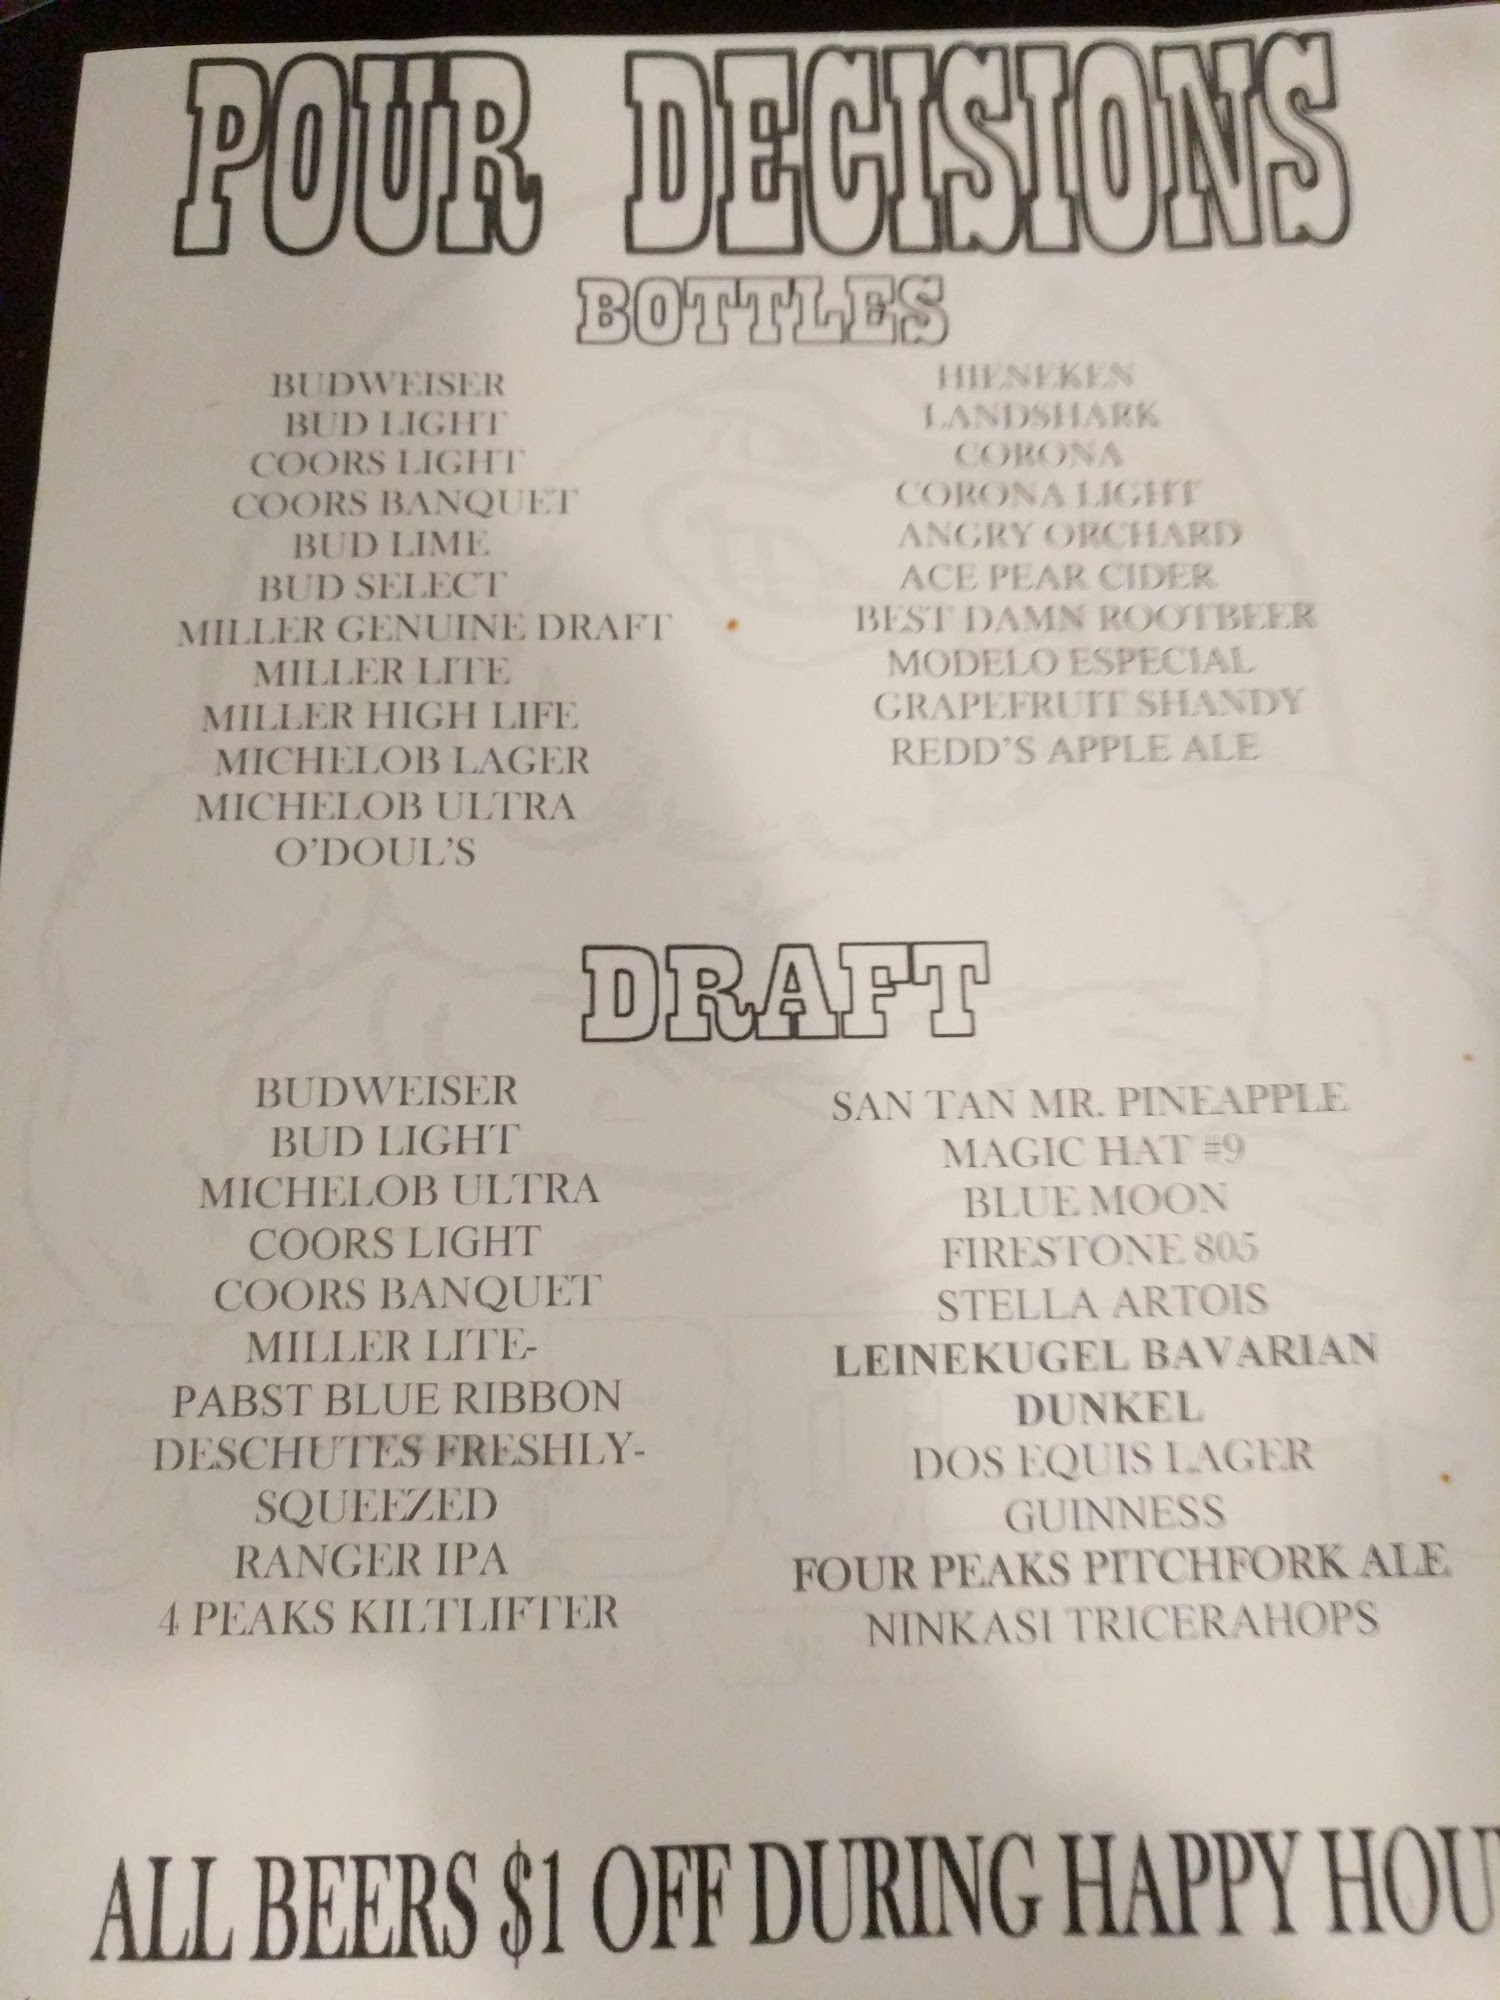 POUR DECISIONS
BOTTLES
BUDWEISER
BUD LIGHT
COORS LIGHT
COORS BANQUET
BUD LIME
BUD SELECT
MILLER GENUINE DRAFT
MILLER LITE
MILLER HIGH LIFE
MICHELOB LAGER
MICHELOB ULTRA
O'DOUL'S
HIENEKEN
LANDSHARK
CORONA
CORONA LIGHT
ANGRY ORCHARD
ACE PEAR CIDER
BEST DAMN ROOTBEER
MODELO ESPECIAL
GRAPEFRUIT SHANDY
REDD'S APPLE ALE
DRAFT
BUDWEISER
BUD LIGHT
MICHELOB ULTRA
COORS LIGHT
COORS BANQUET
MILLER LITE-
PABST BLUE RIBBON
DESCHUTES FRESHLY-
SQUEEZED
RANGER IPA
4 PEAKS KILTLIFTER
SAN TAN MR. PINEAPPLE
MAGIC HAT #9
BLUE MOON
FIRESTONE 805
STELLA ARTOIS
LEINEKUGEL BAVARIAN
DUNKEL
DOS EQUIS LAGER
GUINNESS
FOUR PEAKS PITCHFORK ALE
NINKASI TRICERAHOPS
ALL BEERS $1 OFF DURING HAPPY HOU